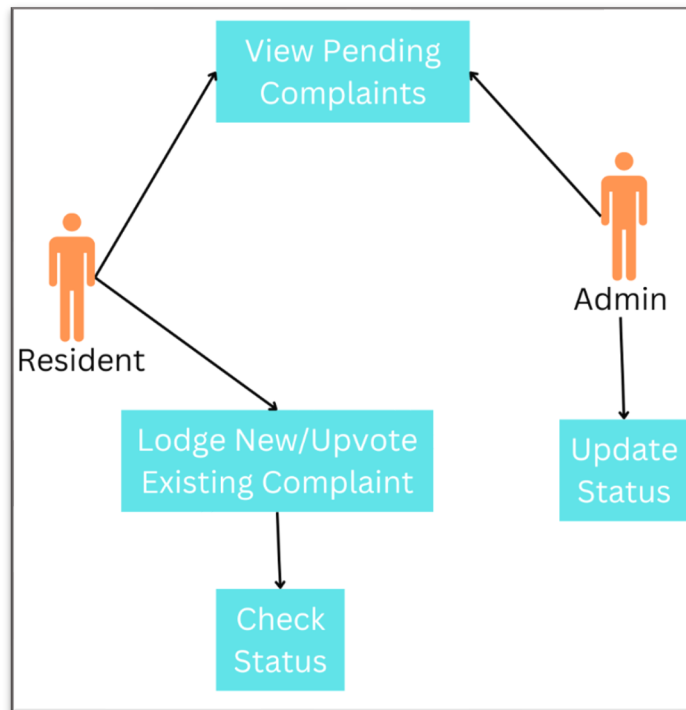 View Pending
Complaints
Admin
Resident
Lodge New/Upvote
Existing Complaint
Update
Status
Check
Status